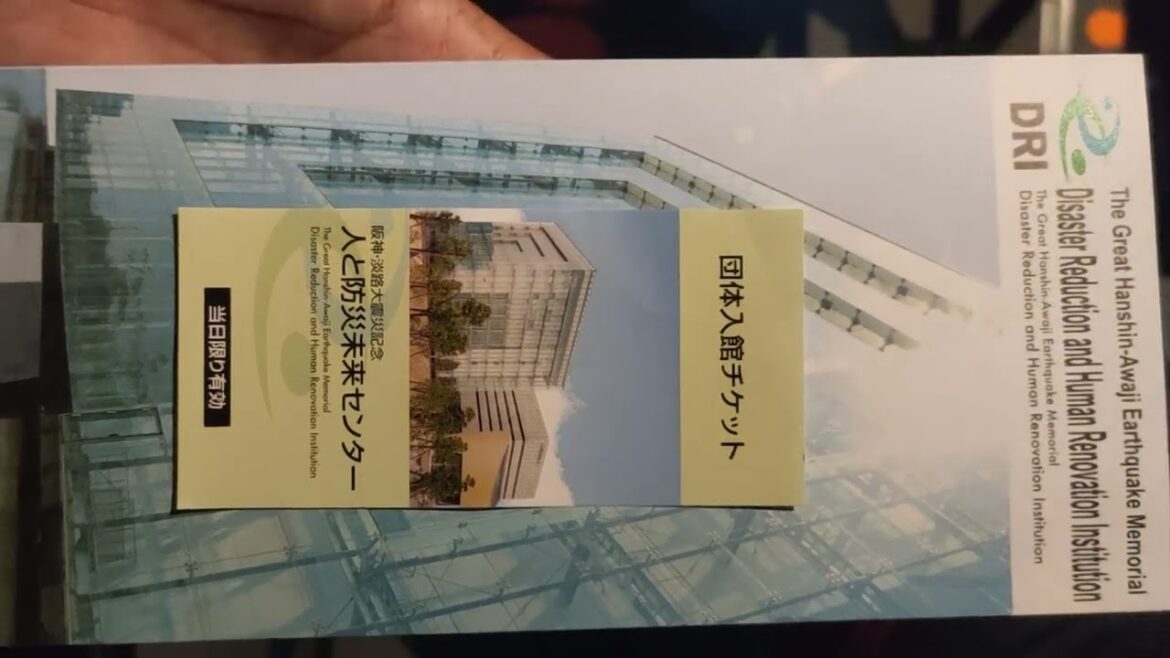 The Great Hanshin-Awaji Earthquake Memorial
Disaster Reduction and Human Renovation Institution
DRI
The Great Hanshin-Awaji Earthquake Memorial
Disaster Reduction and Human Renovation Institution
団体入館チケット
阪神・淡路大震災記念
人と防災未来センター
The Great Hanshin-Awaji Earthquake Memorial
Disaster Reduction and Human Renovation Institution
当日限り有効